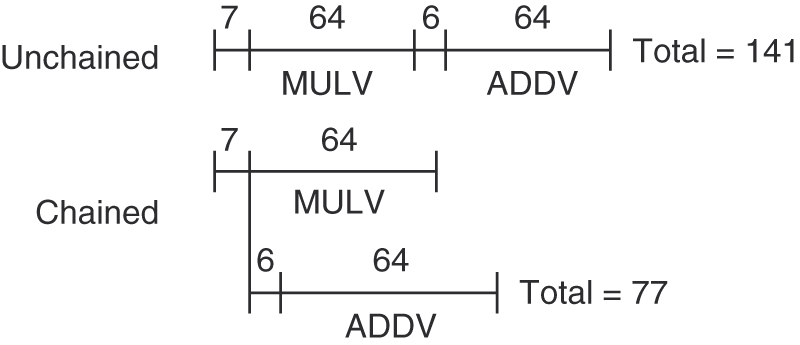 7 64 6 64
Unchained Total = 141
MULV ADDV
7 64
MULV
Chained
6 64
Total = 77
ADDV